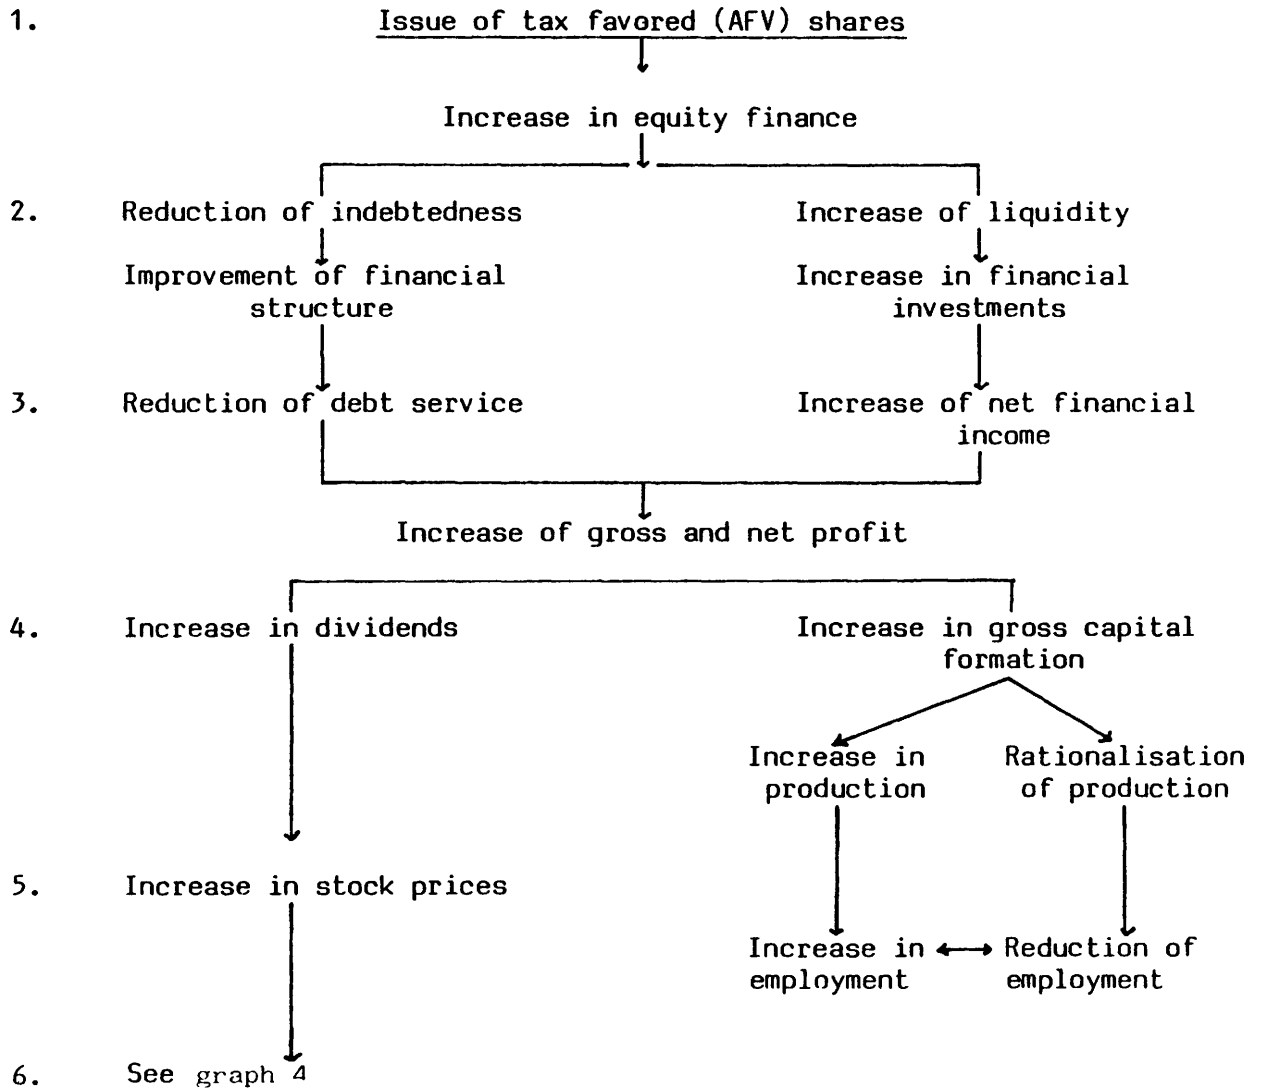 1. Issue of tax favored (AFV) shares
Increase in equity finance
2. Reduction of indebtedness Increase of liquidity
Improvement of financial Increase in financial
structure investments
3. Reduction of debt service Increase of net financial
income
Increase of gross and net profit
4. Increase in dividends Increase in gross capital
formation
Increase in Rationalisation
production of production
5. Increase in stock prices
Increase in Reduction of
employment employment
6. See graph 4